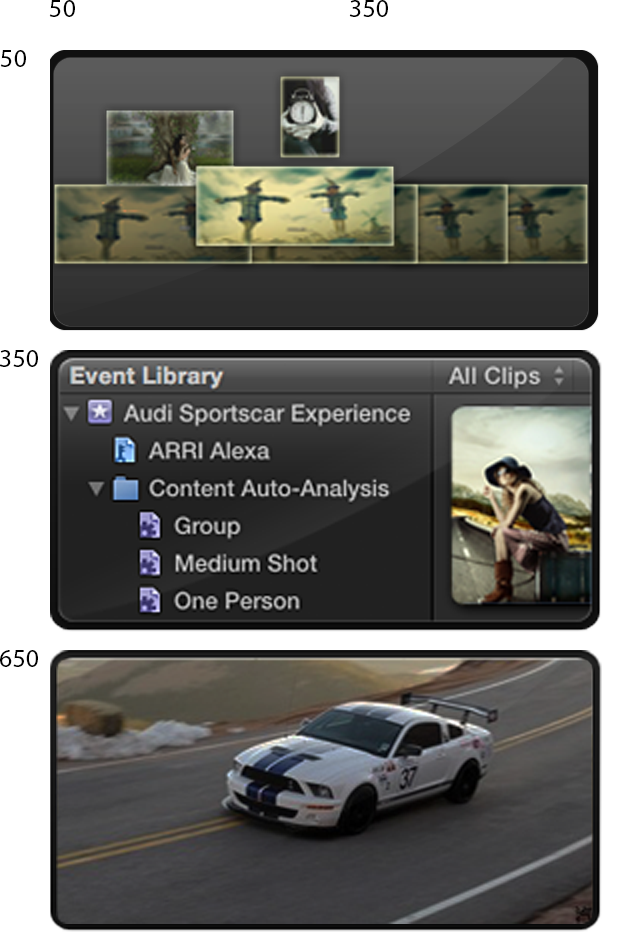 50 350
50
350
Event Library All Clips
Audi Sportscar Experience
ARRI Alexa
Content Auto-Analysis
Group
Medium Shot
One Person
650
37